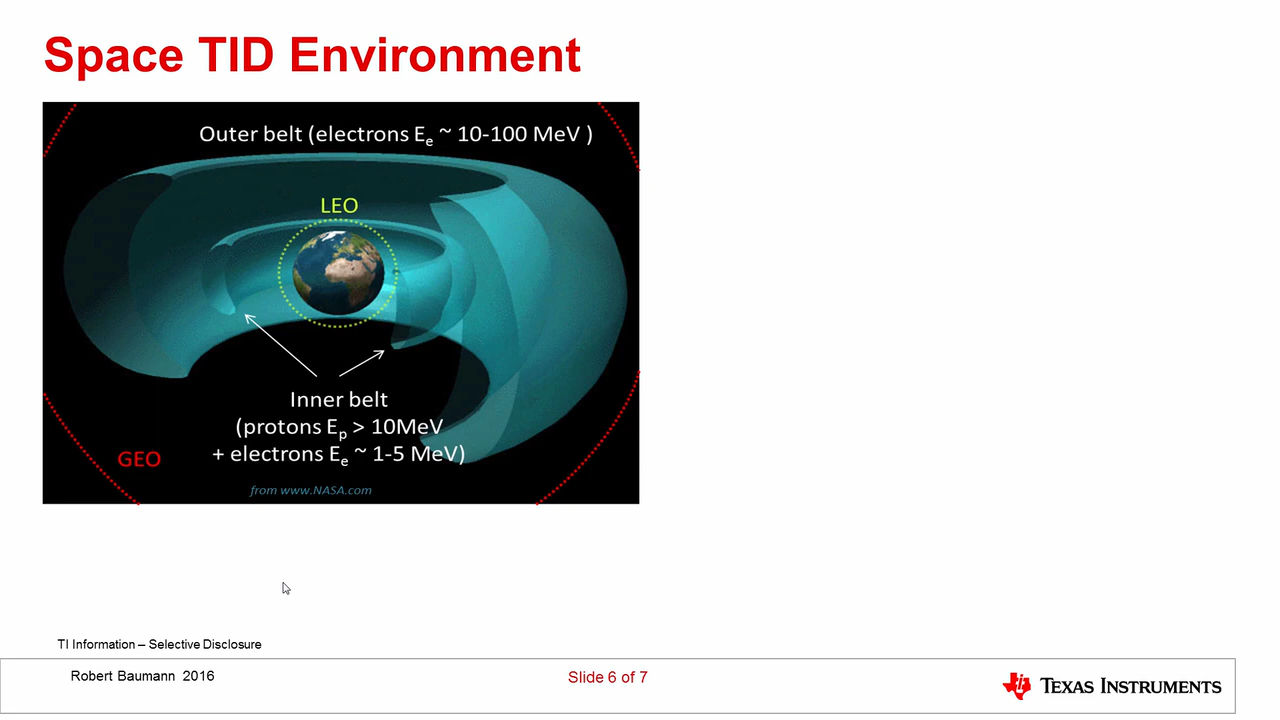 Space TID Environment
Outer belt (electrons Ee ~ 10-100 MeV )
LEO
Inner belt
(protons Ep > 10MeV
+ electrons Ee ~ 1-5 MeV)
GEO
from www.NASA.com
TI Information – Selective Disclosure
Robert Baumann 2016
Slide 6 of 7
TEXAS INSTRUMENTS